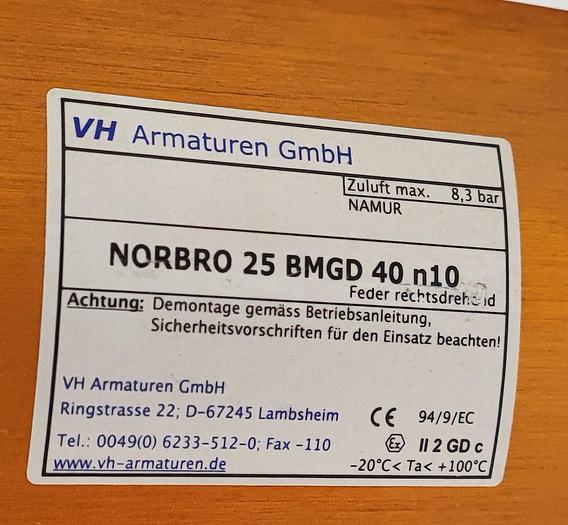 VH Armaturen GmbH
Zuluft max. 8,3 bar
NAMUR
NORBRO 25 BMGD 40 n10
Feder rechtsdrehend
Achtung: Demontage gemäss Betriebsanleitung,
Sicherheitsvorschriften für den Einsatz beachten!
VH Armaturen GmbH
Ringstrasse 22; D-67245 Lambsheim
CE 94/9/EC
Tel.: 0049(0) 6233-512-0; Fax -110
Ex II 2 GD c
www.vh-armaturen.de
-20°C< Ta< +100°C